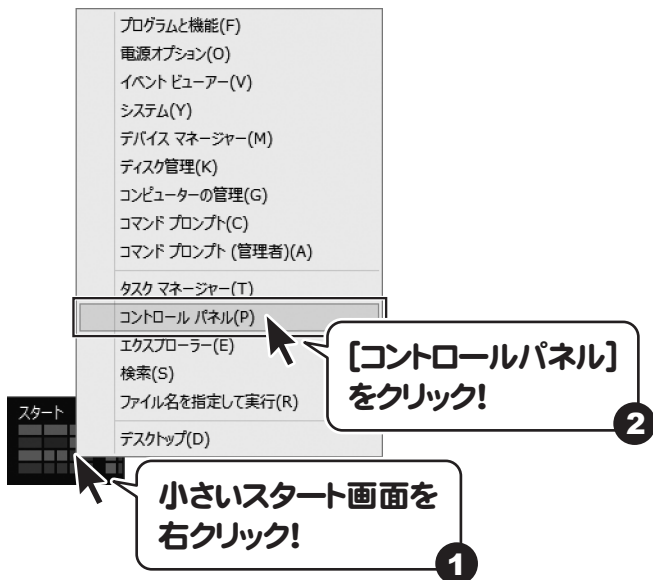 プログラムと機能(F)
電源オプション(O)
イベント ビューアー(V)
システム(Y)
デバイス マネージャー(M)
ディスク管理(K)
コンピューターの管理(G)
コマンド プロンプト(C)
コマンド プロンプト (管理者)(A)
タスク マネージャー(T)
コントロール パネル(P)
エクスプローラー(E)
検索(S)
ファイル名を指定して実行(R)
デスクトップ(D)
[コントロールパネル]
をクリック!
2
スタート
小さいスタート画面を
右クリック!
1